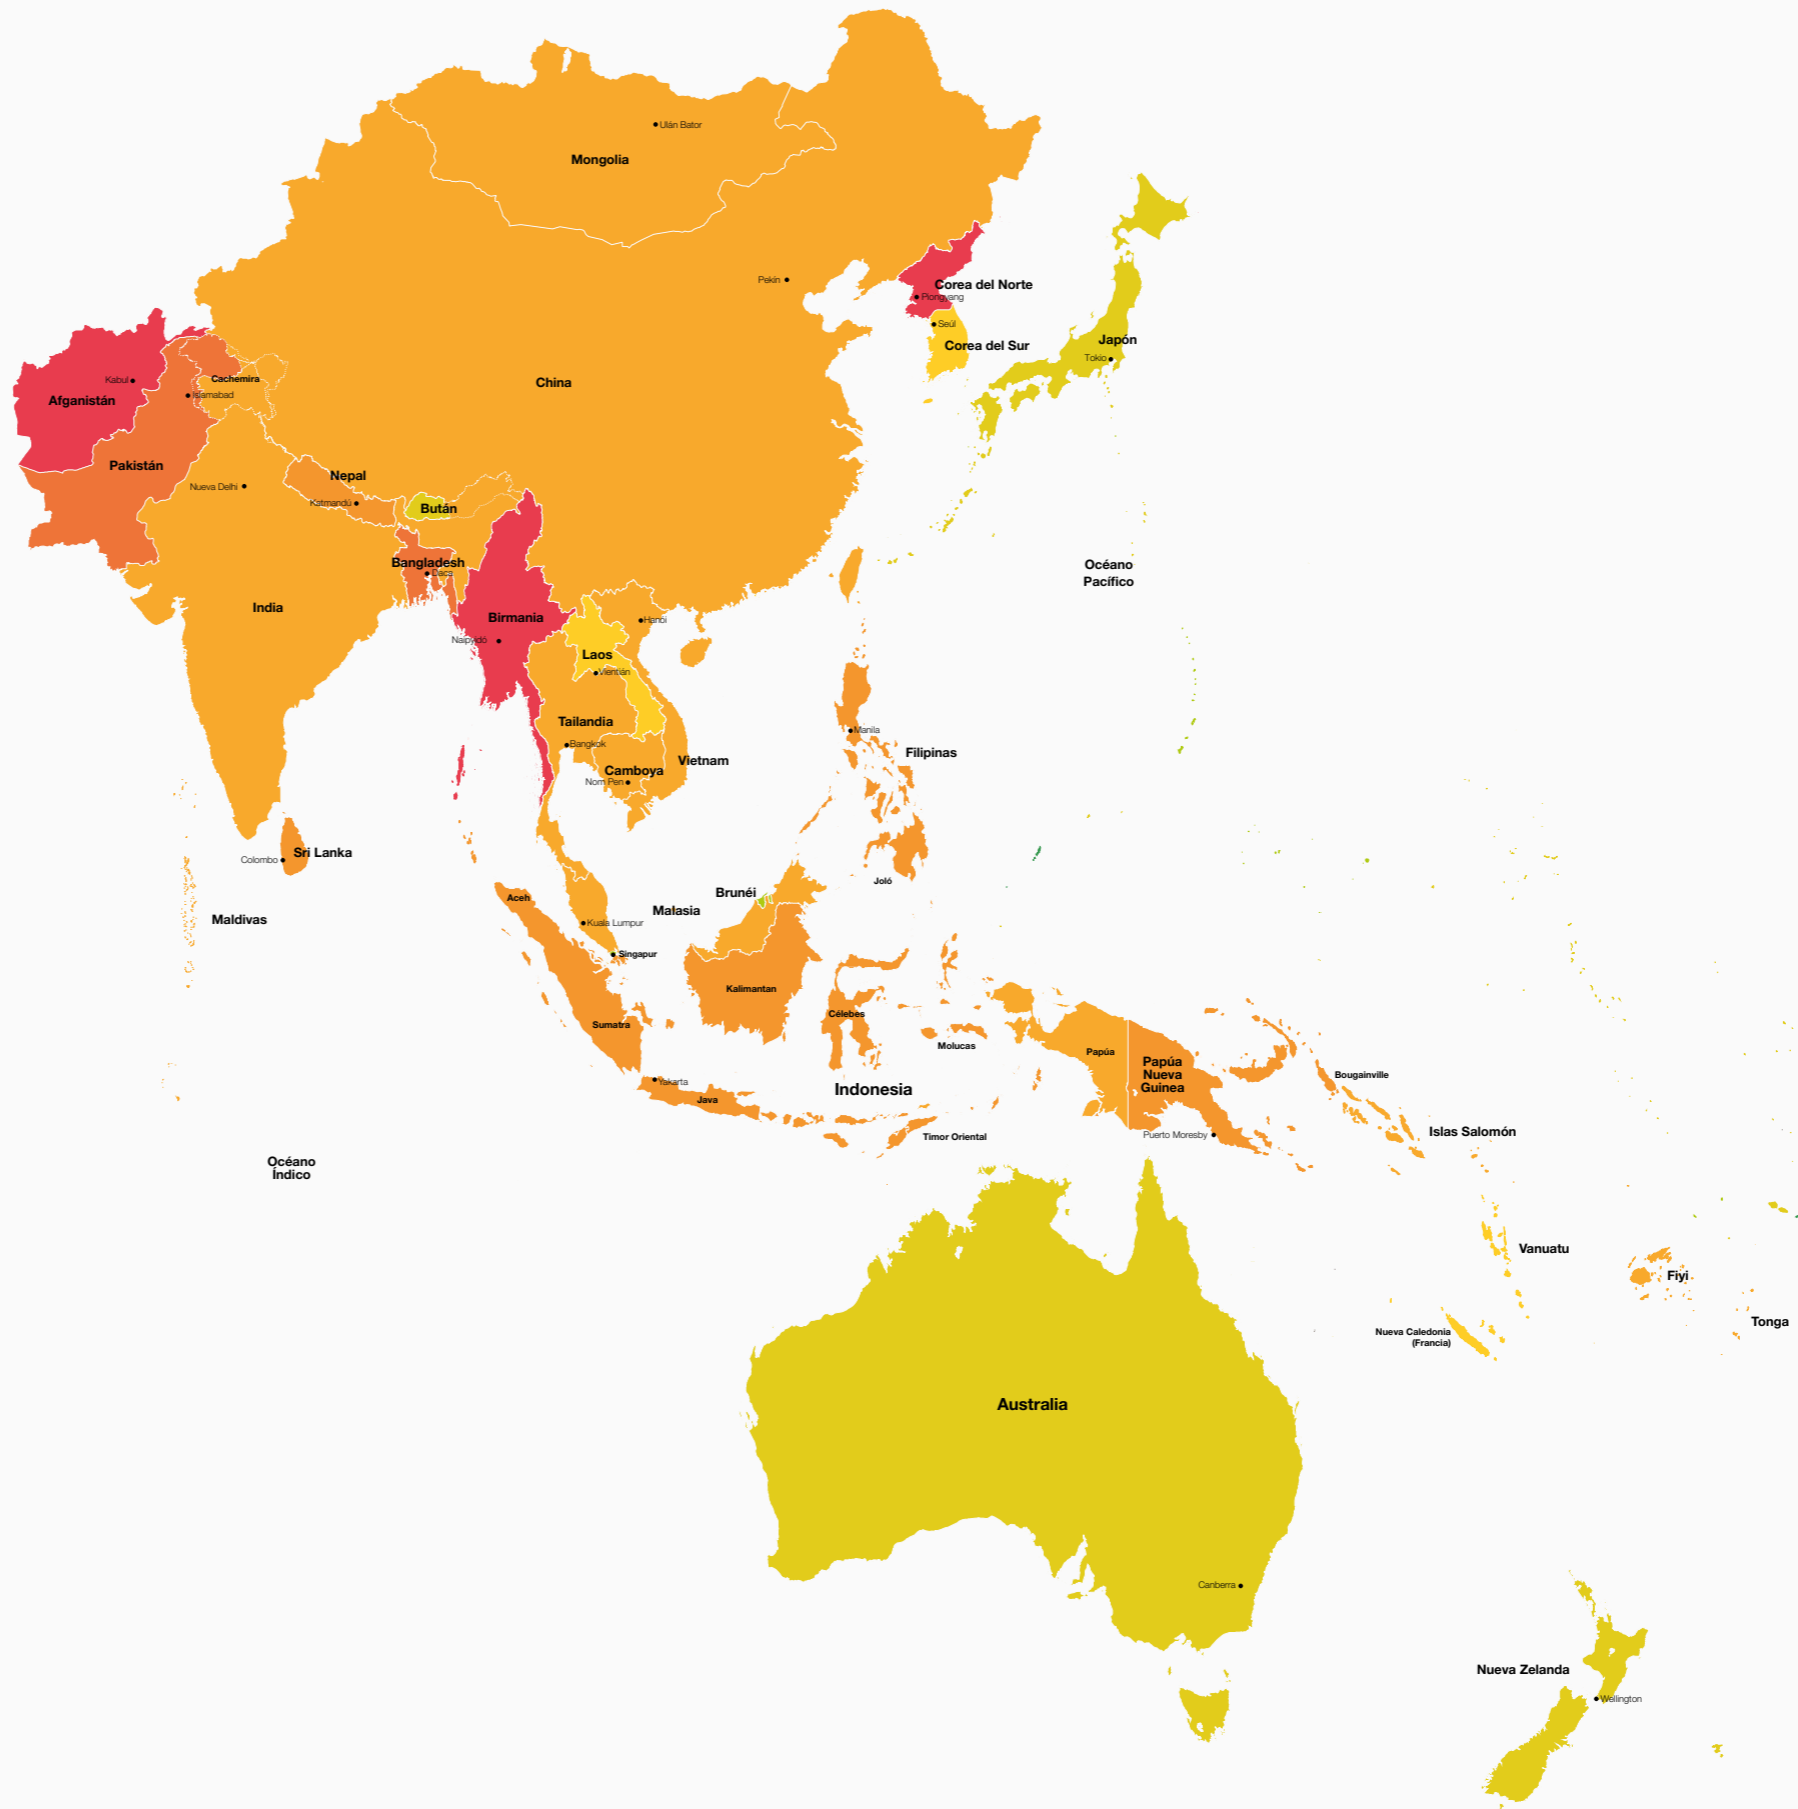 Ulán Bator
Mongolia
Pekín
Corea del Norte
Piongyang
Seúl
Corea del Sur
Japón
Tokio
Cachemira
Kabul
China
Islamabad
Afganistán
Pakistán
Nepal
Nueva Delhi
Katmandú
Bután
Bangladesh
Daca
Océano
Pacífico
India
Birmania
Hanói
Naipyidó
Laos
Vientián
Tailandia
Manila
Bangkok
Filipinas
Vietnam
Camboya
Nom Pen
Sri Lanka
Colombo
Joló
Brunéi
Aceh
Malasia
Maldivas
Kuala Lumpur
Singapur
Kalimantan
Célebes
Sumatra
Molucas
Papúa
Papúa
Nueva
Guinea
Bougainville
Yakarta
Indonesia
Java
Islas Salomón
Timor Oriental
Puerto Moresby
Océano
Índico
Vanuatu
Fiyi
Tonga
Nueva Caledonia
(Francia)
Australia
Canberra
Nueva Zelanda
Wellington